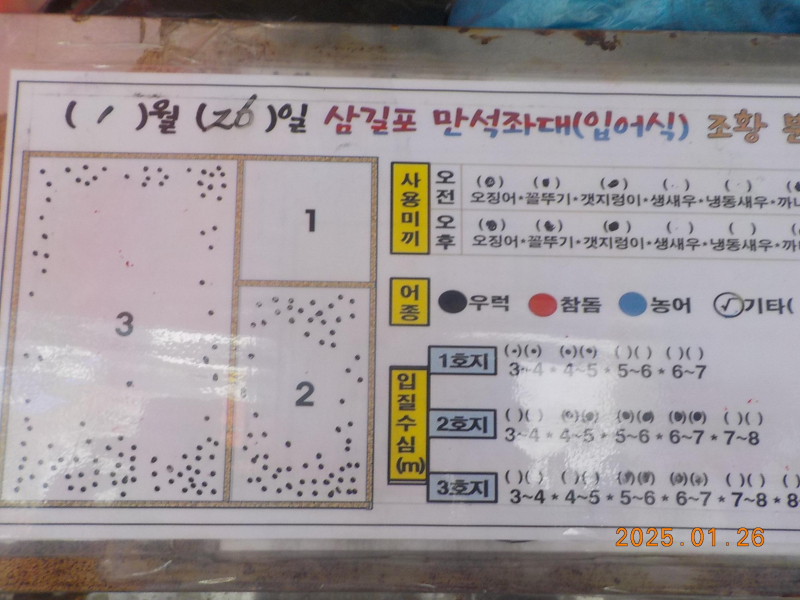 ( 1 )월 (26)일 삼길포 만석좌대(입어식) 조황
3
1
2
사용미끼
오전 ( ) ( ) ( ) ( ) ( )
오징어•꼴뚜기•갯지렁이•생새우•냉동새우•까나
오후 ( ) ( ) ( ) ( ) ( )
오징어•꼴뚜기•갯지렁이•생새우•냉동새우•까나
어종 우럭 참돔 농어 ✓기타(
입질수심(m)
1호지 (•)(•) (•)(•) ( )( ) ( )( )
3~4 * 4~5 * 5~6 * 6~7
2호지 ( )( ) (•)(•) (•)(•) (•)(•) ( )( )
3~4 * 4~5 * 5~6 * 6~7 * 7~8
3호지 ( )( ) ( )( ) (•)(•) (•)(•) ( )( ) ( )
3~4 * 4~5 * 5~6 * 6~7 * 7~8 * 8
2025.01.26